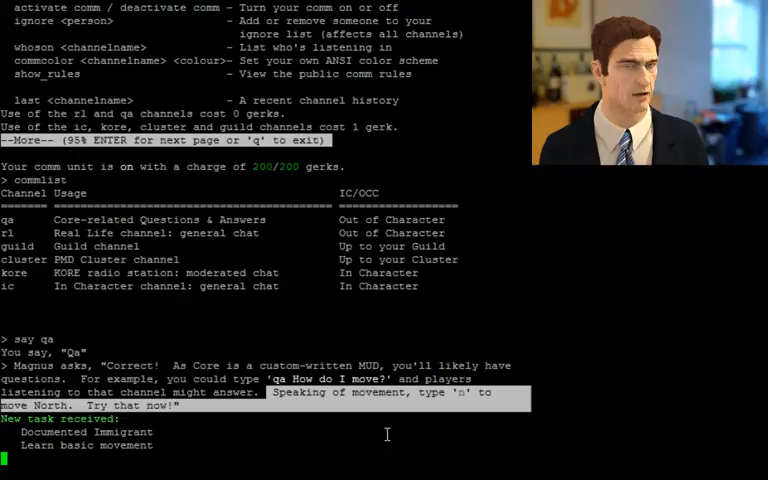 activate comm / deactivate comm - Turn your comm on or off
ignore <person> - Add or remove someone to your
ignore list (affects all channels)
whoson <channelname> - List who's listening in
commcolor <channelname> <colour>- Set your own ANSI color scheme
show_rules - View the public comm rules
last <channelname> - A recent channel history
Use of the rl and qa channels cost 0 gerks.
Use of the ic, kore, cluster and guild channels cost 1 gerk.
--More-- (95% ENTER for next page or 'q' to exit)
Your comm unit is on with a charge of 200/200 gerks.
> commlist
Channel Usage IC/OCC
qa Core-related Questions & Answers Out of Character
rl Real Life channel: general chat Out of Character
guild Guild channel Up to your Guild
cluster PMD Cluster channel Up to your Cluster
kore KORE radio station: moderated chat In Character
ic In Character channel: general chat In Character
> say qa
You say, "Qa"
> Magnus asks, "Correct! As Core is a custom-written MUD, you'll likely have
questions. For example, you could type 'qa How do I move?' and players
listening to that channel might answer. Speaking of movement, type 'n' to
move North. Try that now!"
New task received:
Documented Immigrant
Learn basic movement